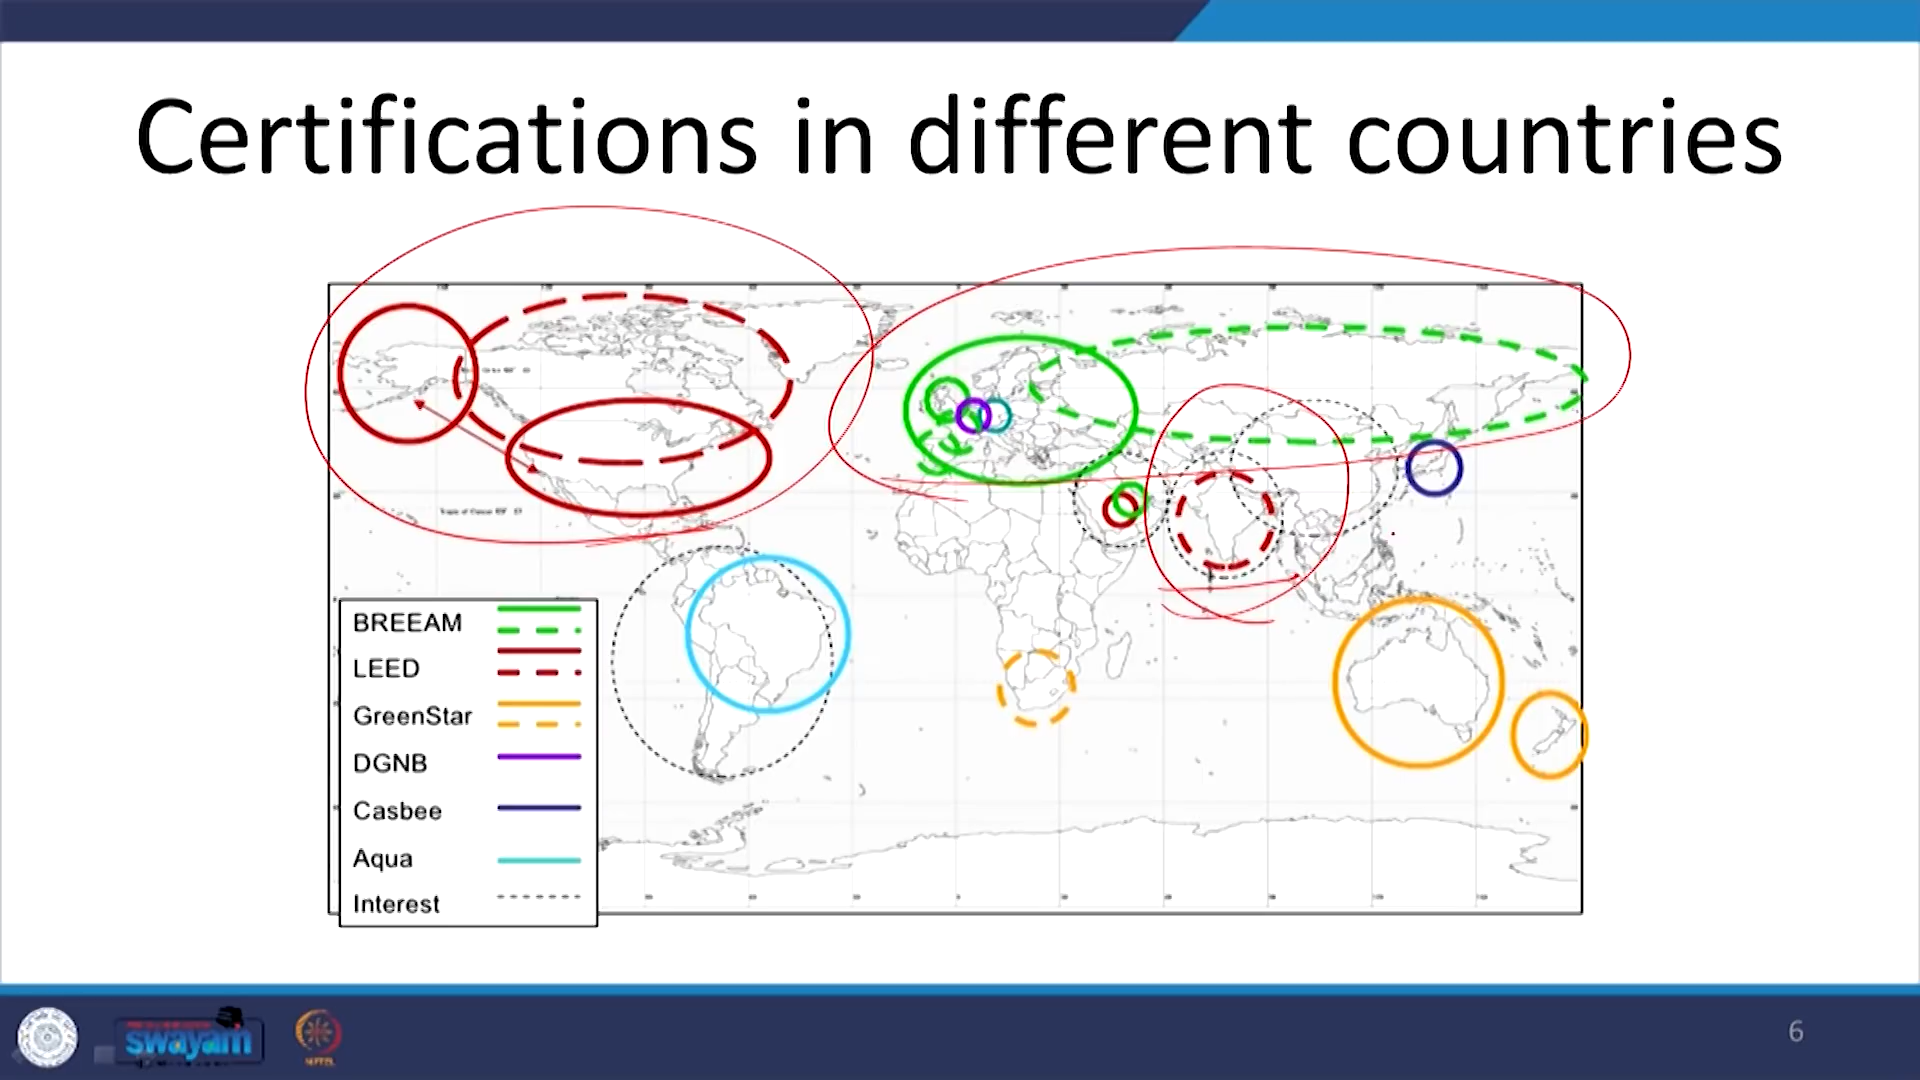 Certifications in different countries
BREEAM
LEED
GreenStar
DGNB
Casbee
Aqua
Interest
swayam
6